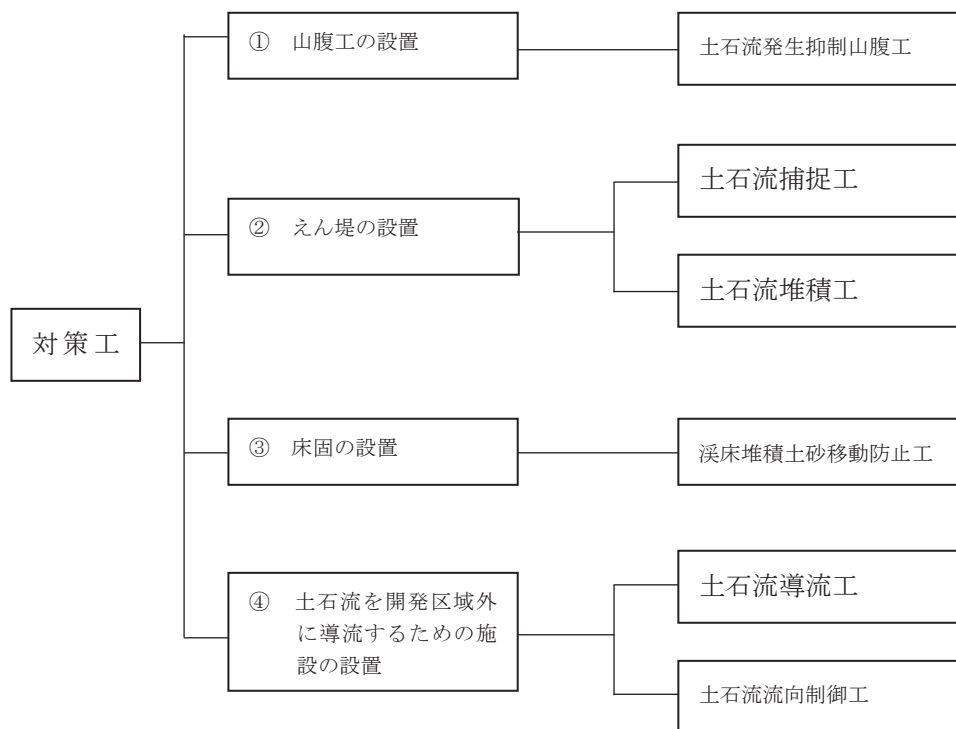 ① 山腹工の設置
土石流発生抑制山腹工
土石流捕捉工
② えん堤の設置
土石流堆積工
対策工
③ 床固の設置
渓床堆積土砂移動防止工
土石流導流工
④ 土石流を開発区域外
に導流するための施
設の設置
土石流流向制御工